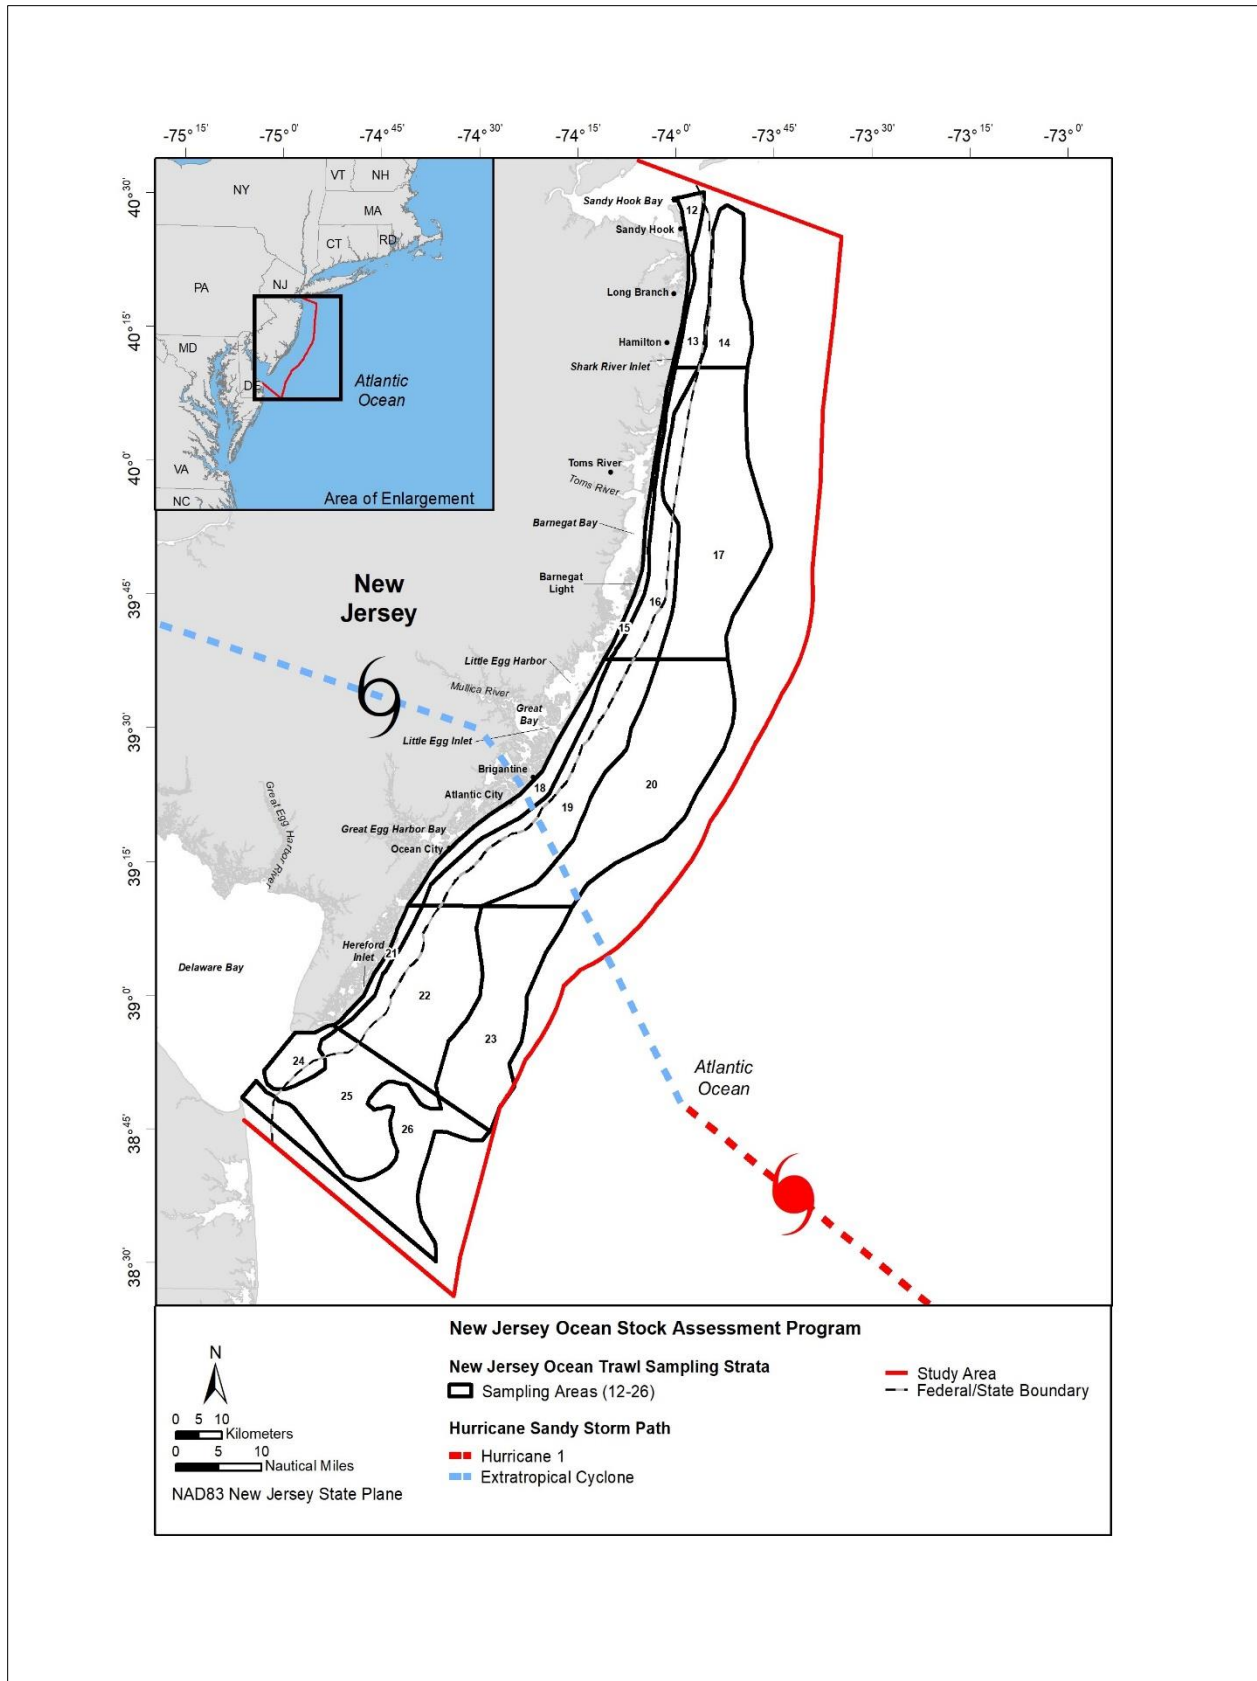 -75°15' -75°0' -74°45' -74°30' -74°15' -74°0' -73°45' -73°30' -73°15' -73°0'
40°30'
40°15'
40°0'
39°45'
39°30'
39°15'
39°0'
38°45'
38°30'
NY
VT
NH
MA
CT
RD
PA
NJ
MD
DE
Atlantic
Ocean
VA
NC
Area of Enlargement
Sandy Hook Bay
12
Sandy Hook
Long Branch
Hamilton
13
14
Shark River Inlet
Toms River
Toms River
Barnegat Bay
17
New
Jersey
Barnegat
Light
16
15
Little Egg Harbor
Mullica River
Great
Bay
Little Egg Inlet
Brigantine
18
Atlantic City
19
20
Great Egg Harbor River
Great Egg Harbor Bay
Ocean City
Hereford
Inlet
21
Delaware Bay
22
23
24
25
26
Atlantic
Ocean
New Jersey Ocean Stock Assessment Program
New Jersey Ocean Trawl Sampling Strata
Sampling Areas (12-26)
Study Area
Federal/State Boundary
Hurricane Sandy Storm Path
Hurricane 1
Extratropical Cyclone
N
0 5 10
Kilometers
0 5 10
Nautical Miles
NAD83 New Jersey State Plane